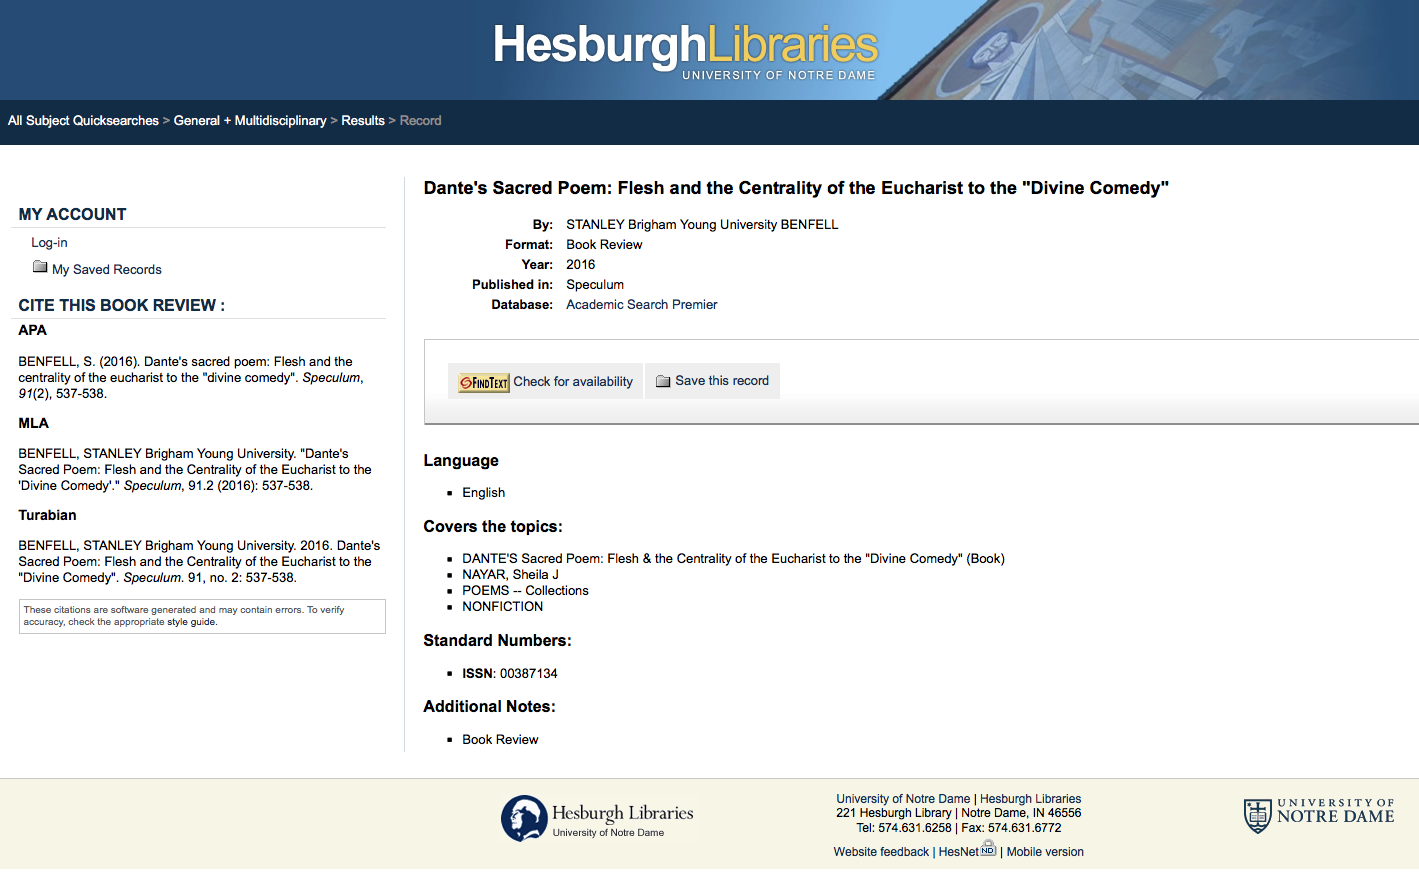 HesburghLibraries
UNIVERSITY OF NOTRE DAME
All Subject Quicksearches > General + Multidisciplinary > Results > Record
MY ACCOUNT
Log-in
My Saved Records
CITE THIS BOOK REVIEW :
APA
BENFELL, S. (2016). Dante's sacred poem: Flesh and the
centrality of the eucharist to the "divine comedy". Speculum,
91(2), 537-538.
MLA
BENFELL, STANLEY Brigham Young University. "Dante's
Sacred Poem: Flesh and the Centrality of the Eucharist to the
'Divine Comedy'." Speculum, 91.2 (2016): 537-538.
Turabian
BENFELL, STANLEY Brigham Young University. 2016. Dante's
Sacred Poem: Flesh and the Centrality of the Eucharist to the
"Divine Comedy". Speculum. 91, no. 2: 537-538.
These citations are software generated and may contain errors. To verify
accuracy, check the appropriate style guide.
Dante's Sacred Poem: Flesh and the Centrality of the Eucharist to the "Divine Comedy"
By: STANLEY Brigham Young University BENFELL
Format: Book Review
Year: 2016
Published in: Speculum
Database: Academic Search Premier
FINDTEXT Check for availability
Save this record
Language
English
Covers the topics:
DANTE'S Sacred Poem: Flesh & the Centrality of the Eucharist to the "Divine Comedy" (Book)
NAYAR, Sheila J
POEMS -- Collections
NONFICTION
Standard Numbers:
ISSN: 00387134
Additional Notes:
Book Review
Hesburgh Libraries
University of Notre Dame
University of Notre Dame | Hesburgh Libraries
221 Hesburgh Library | Notre Dame, IN 46556
Tel: 574.631.6258 | Fax: 574.631.6772
Website feedback | HesNet ND | Mobile version
UNIVERSITY OF
NOTRE DAME